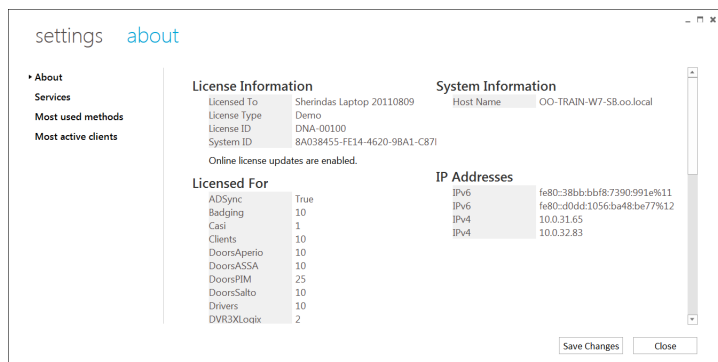 settings about
About
Services
Most used methods
Most active clients
License Information
Licensed To Sherindas Laptop 20110809
License Type Demo
License ID DNA-00100
System ID 8A038455-FE14-4620-9BA1-C87
Online license updates are enabled.
Licensed For
ADSync True
Badging 10
Casi 1
Clients 10
DoorsAperio 10
DoorsASSA 10
DoorsPIM 25
DoorsSalto 10
Drivers 10
DVR3XLogix 2
System Information
Host Name OO-TRAIN-W7-SB.oo.local
IP Addresses
IPv6 fe80::38bb:bbf8:7390:991e%11
IPv6 fe80::d0dd:1056:ba48:be77%12
IPv4 10.0.31.65
IPv4 10.0.32.83
Save Changes Close